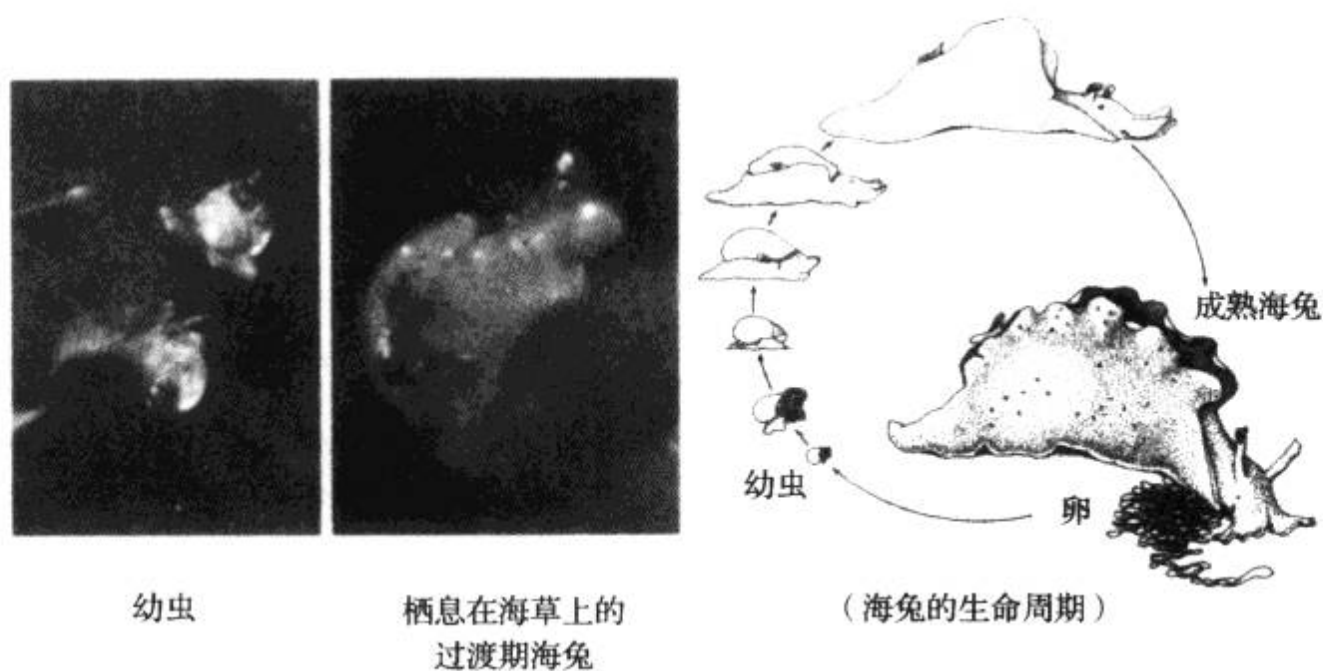 成熟海兔
幼虫
卵
幼虫
栖息在海草上的
过渡期海兔
（海兔的生命周期）